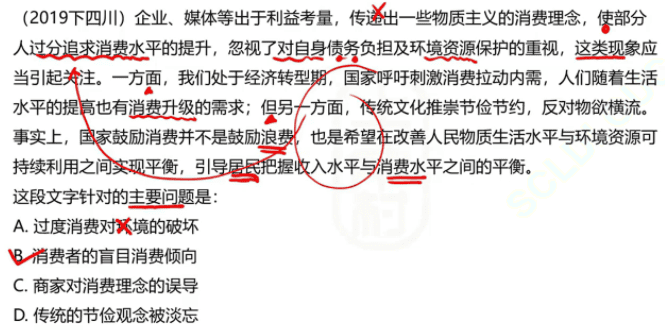 （2019下四川）企业、媒体等出于利益考量，传递出一些物质主义的消费理念，使部分
人过分追求消费水平的提升，忽视了对自身债务负担及环境资源保护的重视，这类现象应
当引起关注。一方面，我们处于经济转型期，国家呼吁刺激消费拉动内需，人们随着生活
水平的提高也有消费升级的需求；但另一方面，传统文化推崇节俭节约，反对物欲横流。
事实上，国家鼓励消费并不是鼓励浪费，也是希望在改善人民物质生活水平与环境资源可
持续利用之间实现平衡，引导居民把握收入水平与消费水平之间的平衡。
这段文字针对的主要问题是：
A. 过度消费对环境的破坏
B. 消费者的盲目消费倾向
C. 商家对消费理念的误导
D. 传统的节俭观念被淡忘